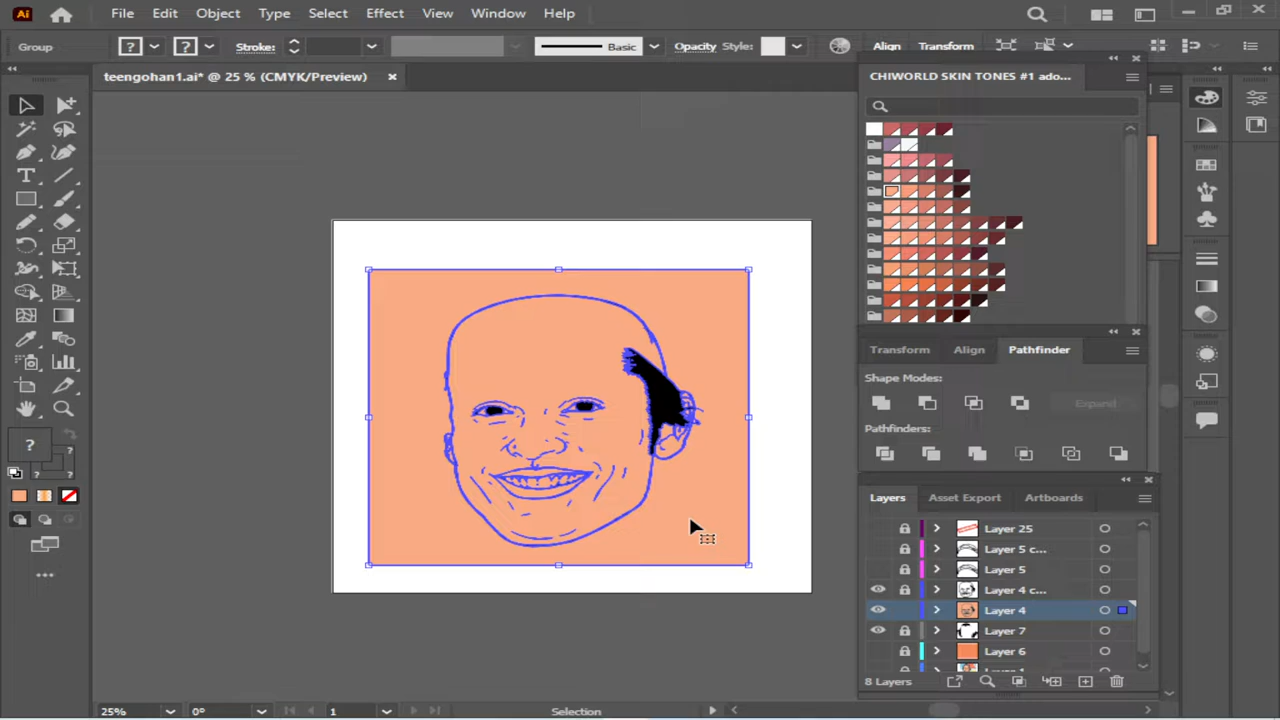 Ai File Edit Object Type Select Effect View Window Help
Group ? ? Stroke: Basic Opacity Style: Align Transform
teengohan1.ai* @ 25 % (CMYK/Preview)
CHIWORLD SKIN TONES #1 ado...
Transform Align Pathfinder
Shape Modes:
Expand
Pathfinders:
?
?
? ?
Layers Asset Export Artboards
Layer 25
Layer 5 c...
Layer 5
Layer 4 c...
Layer 4
Layer 7
Layer 6
8 Layers
25% 0° 1 Selection